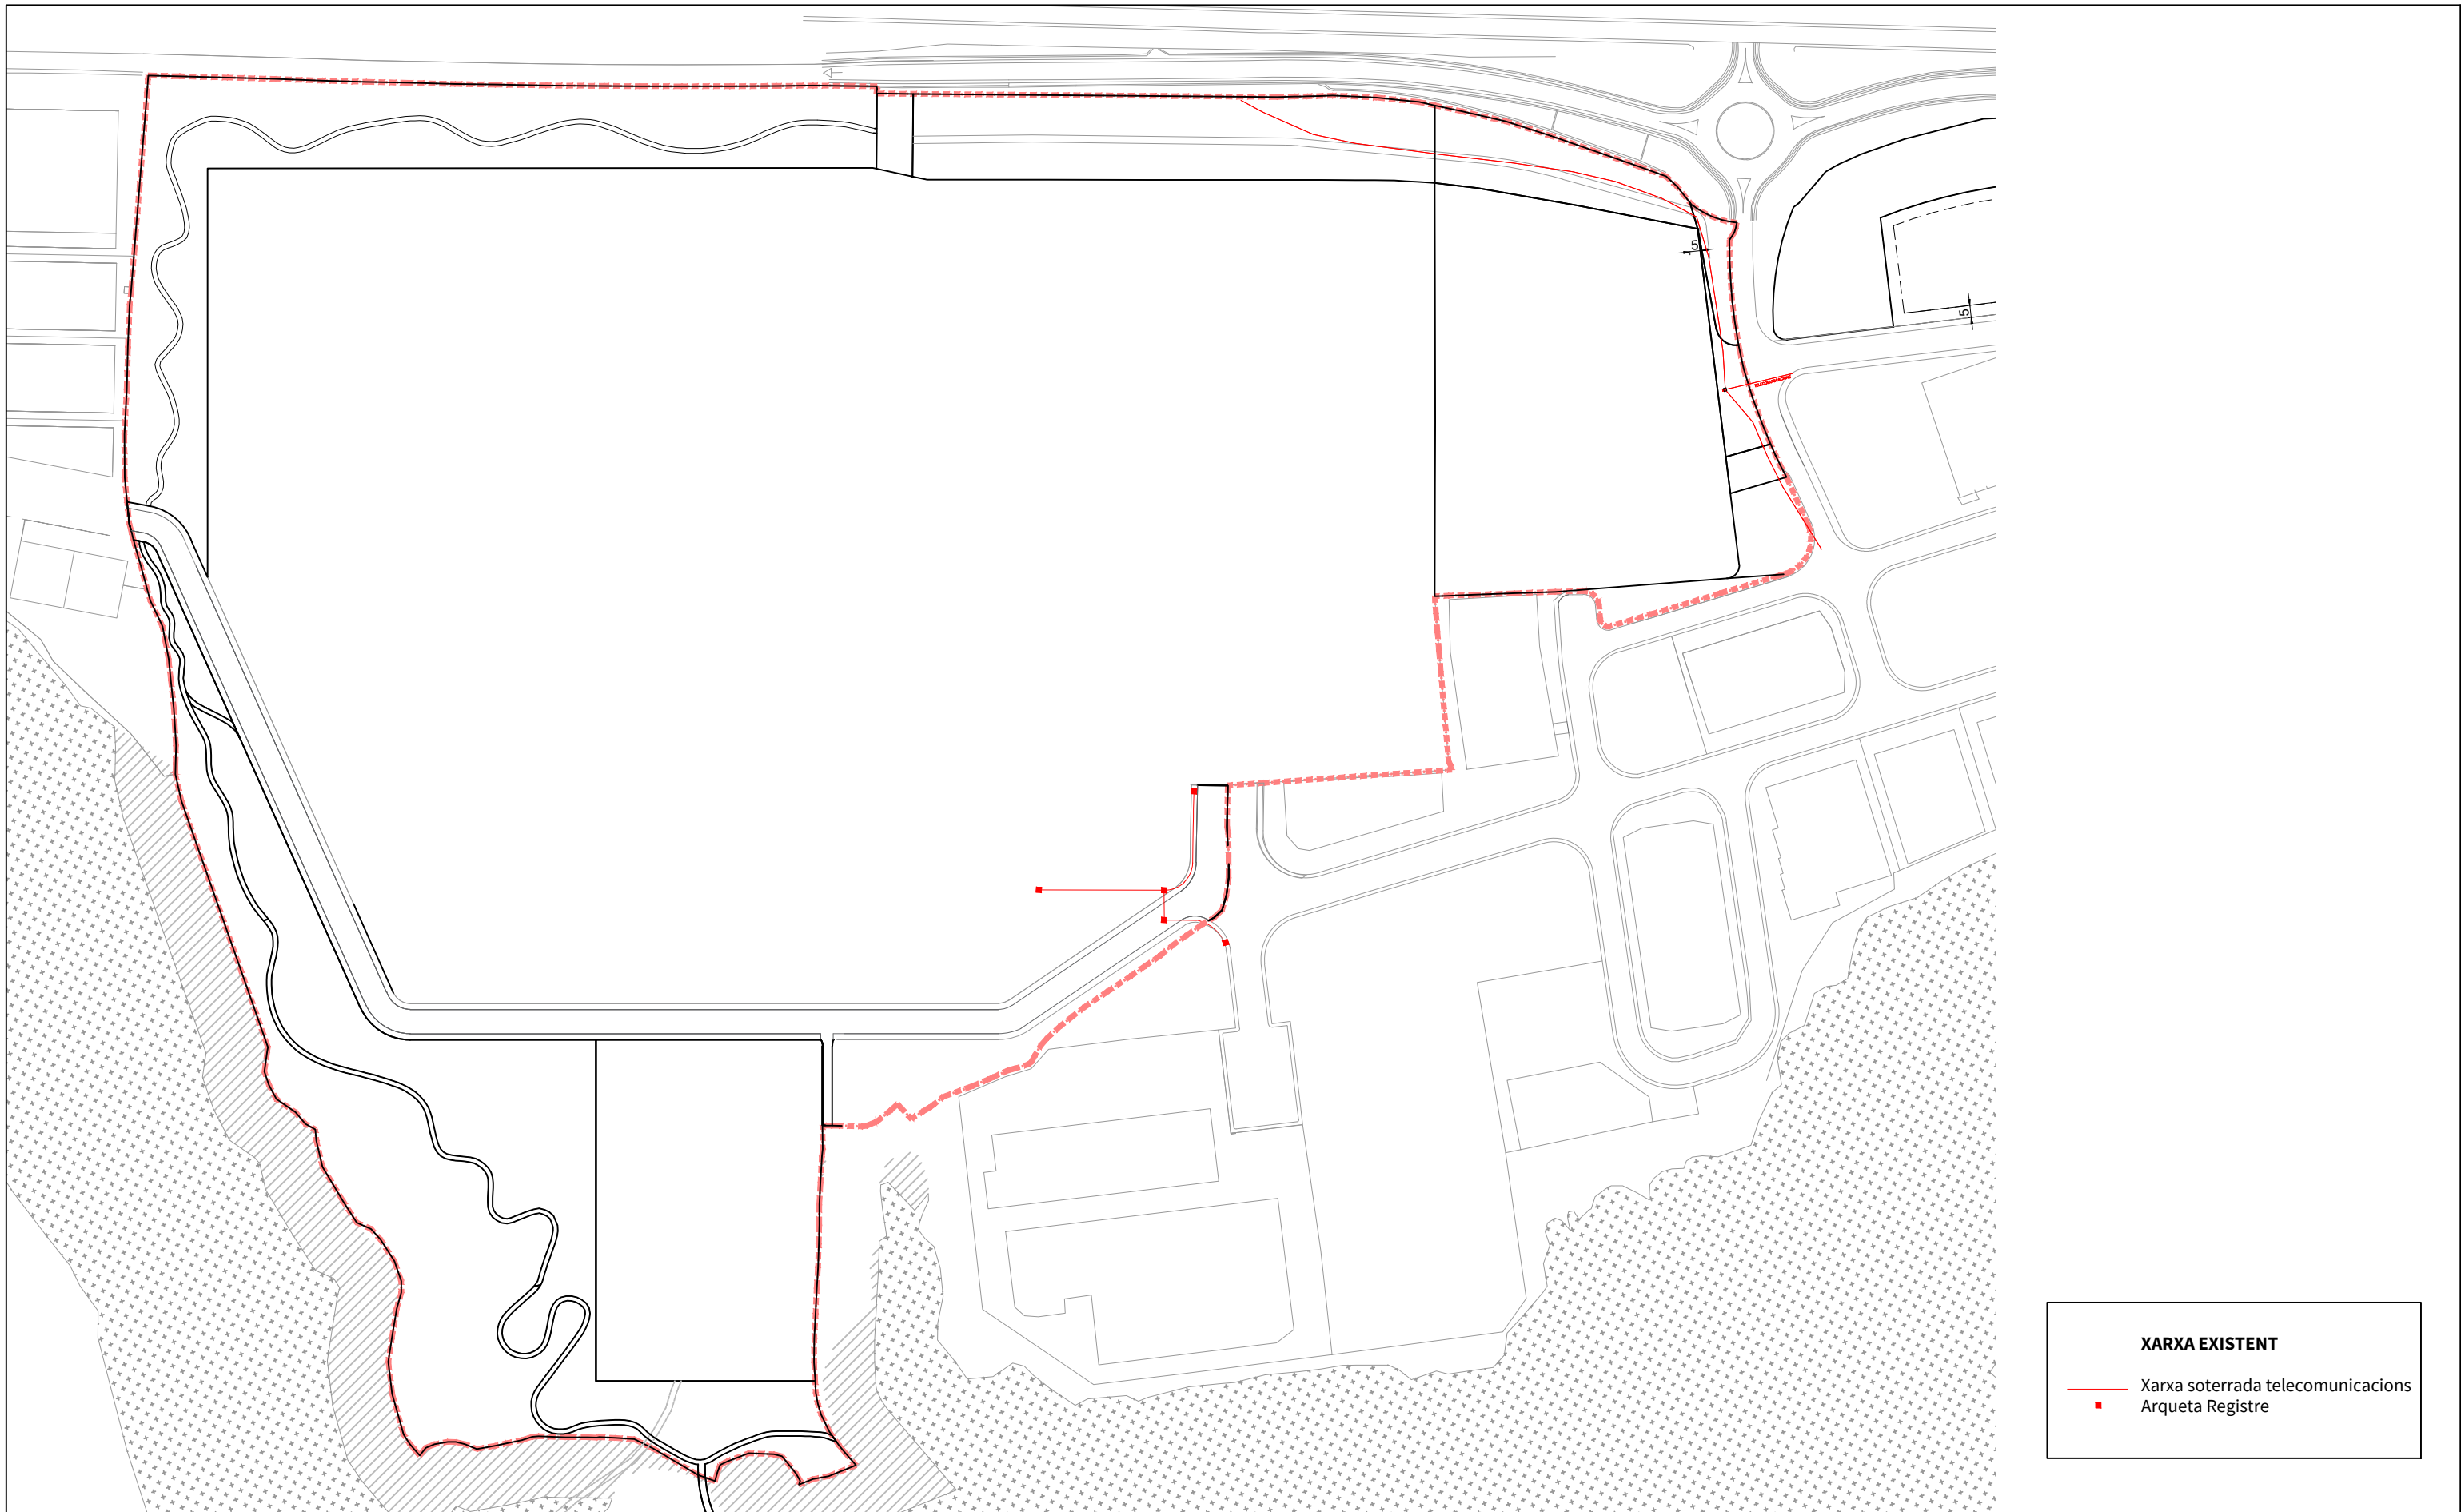 5
5
XARXA EXISTENT
Xarxa soterrada telecomunicacions
Arqueta Registre